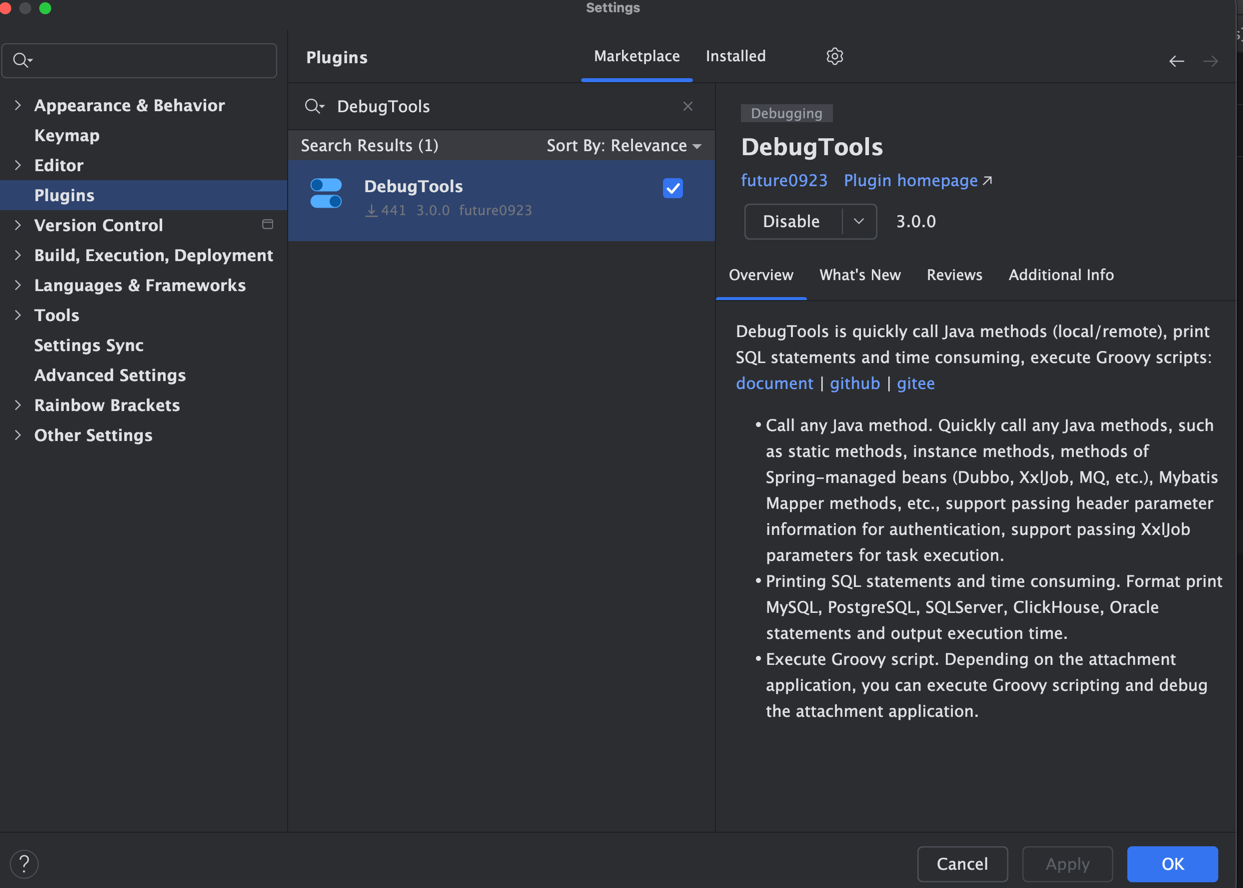 Settings
Appearance & Behavior
Keymap
Editor
Plugins
Version Control
Build, Execution, Deployment
Languages & Frameworks
Tools
Settings Sync
Advanced Settings
Rainbow Brackets
Other Settings
Plugins
Marketplace
Installed
DebugTools
Search Results (1)
Sort By: Relevance
DebugTools
441 3.0.0 future0923
Debugging
DebugTools
future0923 Plugin homepage ↗
Disable
3.0.0
Overview
What's New
Reviews
Additional Info
DebugTools is quickly call Java methods (local/remote), print
SQL statements and time consuming, execute Groovy scripts:
document | github | gitee
• Call any Java method. Quickly call any Java methods, such
as static methods, instance methods, methods of
Spring-managed beans (Dubbo, XxlJob, MQ, etc.), Mybatis
Mapper methods, etc., support passing header parameter
information for authentication, support passing XxlJob
parameters for task execution.
• Printing SQL statements and time consuming. Format print
MySQL, PostgreSQL, SQLServer, ClickHouse, Oracle
statements and output execution time.
• Execute Groovy script. Depending on the attachment
application, you can execute Groovy scripting and debug
the attachment application.
?
Cancel
Apply
OK